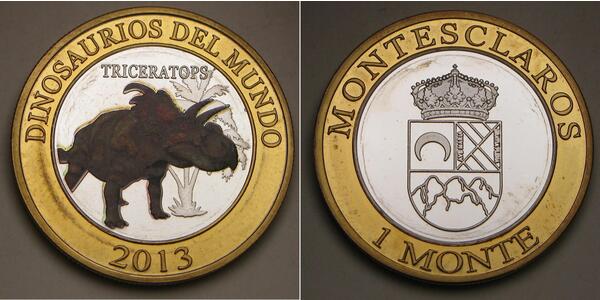 DINOSAURIOS DEL MUNDO
TRICERATOPS
2013
MONTESCLAROS
1 MONTE